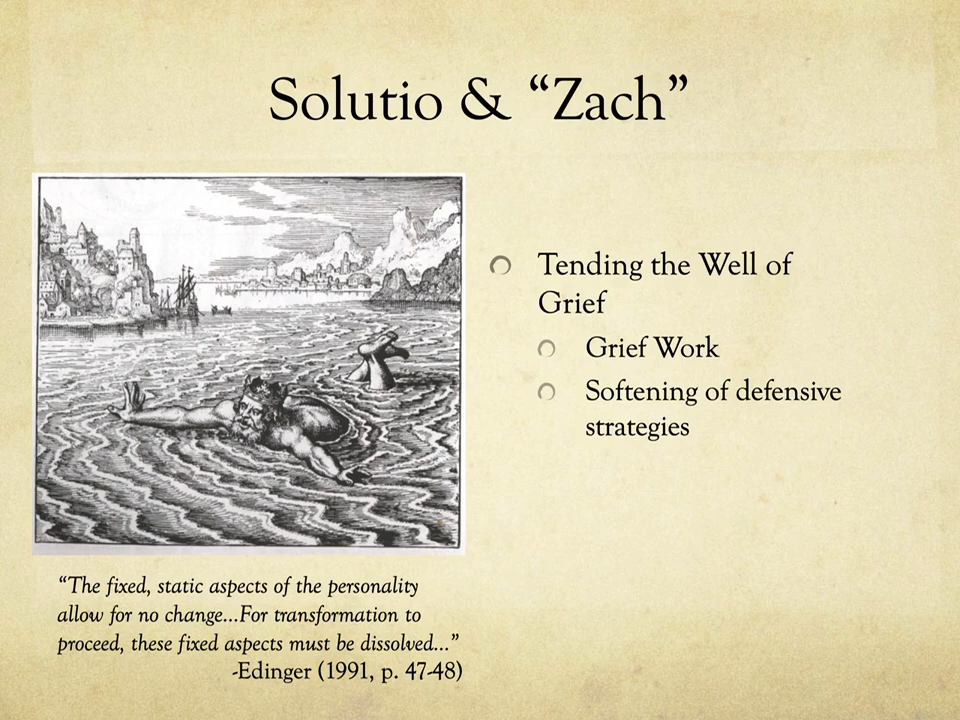 Solutio & “Zach”
Tending the Well of
Grief
Grief Work
Softening of defensive
strategies
“The fixed, static aspects of the personality
allow for no change...For transformation to
proceed, these fixed aspects must be dissolved...”
-Edinger (1991, p. 47-48)